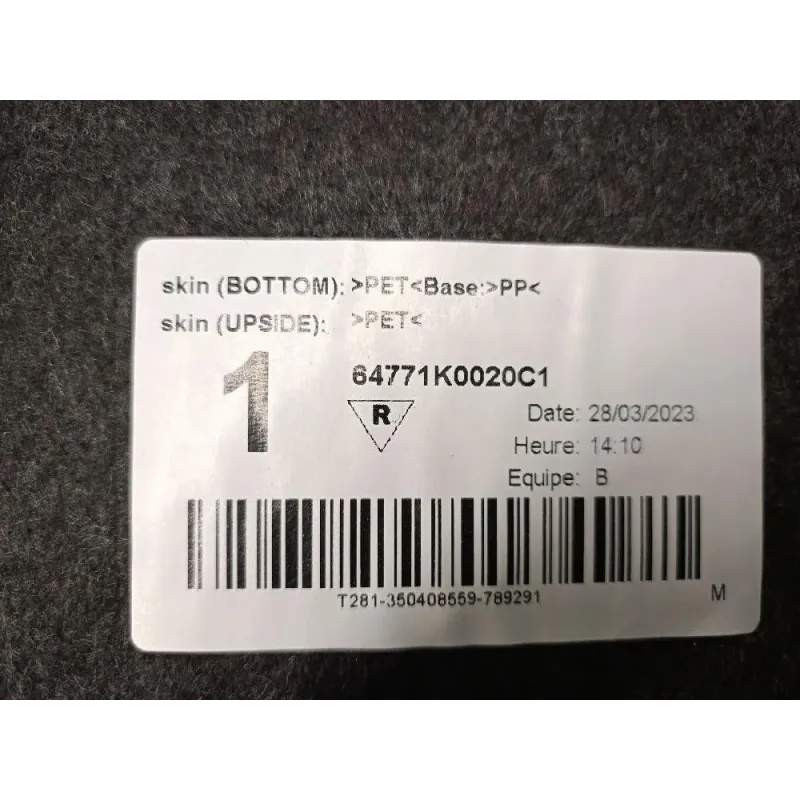 skin (BOTTOM): >PET<Base:>PP<
skin (UPSIDE): >PET<
1
64771K0020C1
R
Date: 28/03/2023
Heure: 14:10
Equipe: B
T281-350408559-789291
M